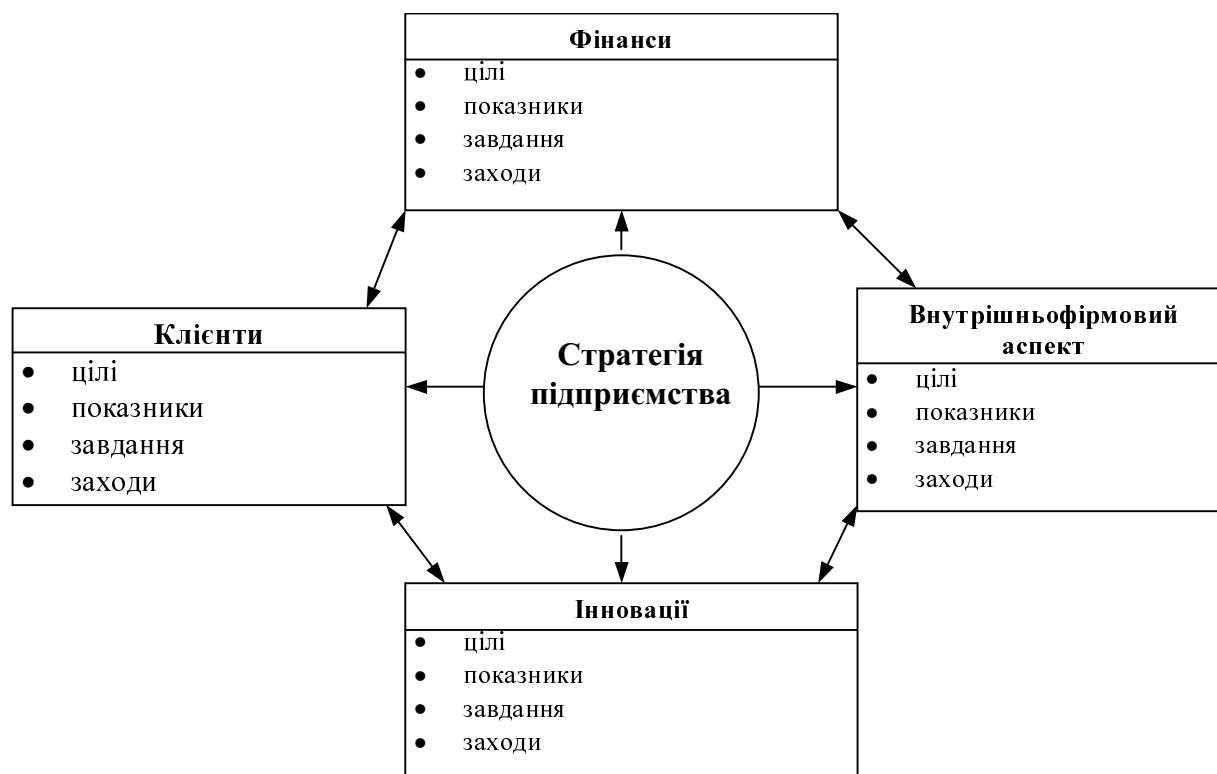 Фінанси
• цілі
• показники
• завдання
• заходи
Клієнти
• цілі
• показники
• завдання
• заходи
Стратегія
підприємства
Внутрішньофірмовий
аспект
• цілі
• показники
• завдання
• заходи
Інновації
• цілі
• показники
• завдання
• заходи